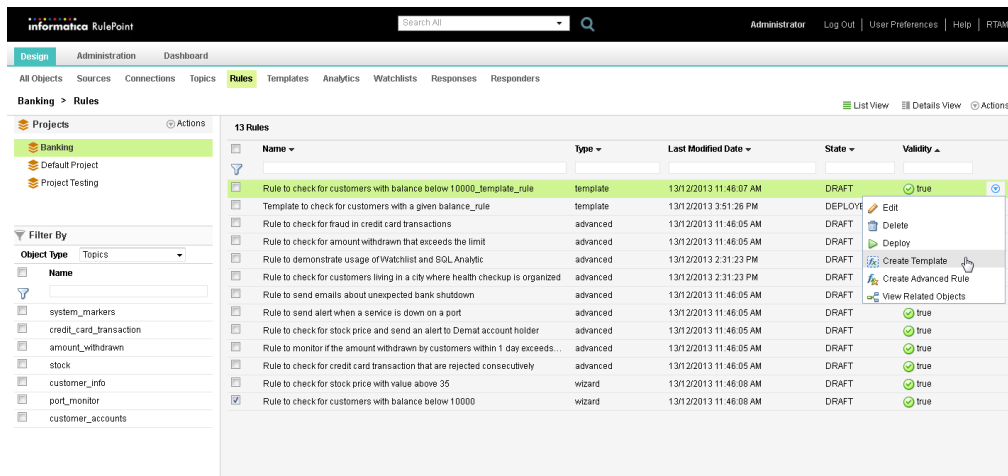 informatica RulePoint
Search All
Administrator Log Out | User Preferences | Help | RTAM
Design Administration Dashboard
All Objects Sources Connections Topics Rules Templates Analytics Watchlists Responses Responders
Banking > Rules
List View Details View Actions
Projects Actions
Banking
Default Project
Project Testing
Filter By
Object Type Topics
Name
system_markers
credit_card_transaction
amount_withdrawn
stock
customer_info
port_monitor
customer_accounts
13 Rules
Name Type Last Modified Date State Validity
Rule to check for customers with balance below 10000_template_rule template 13/12/2013 11:46:07 AM DRAFT true
Template to check for customers with a given balance_rule template 13/12/2013 3:51:26 PM DEPLOYE
Rule to check for fraud in credit card transactions advanced 13/12/2013 11:46:05 AM DRAFT
Rule to check for amount withdrawn that exceeds the limit advanced 13/12/2013 11:46:05 AM DRAFT
Rule to demonstrate usage of Watchlist and SQL Analytic advanced 13/12/2013 2:31:23 PM DRAFT
Rule to check for customers living in a city where health checkup is organized advanced 13/12/2013 2:31:23 PM DRAFT
Rule to send emails about unexpected bank shutdown advanced 13/12/2013 11:46:05 AM DRAFT
Rule to send alert when a service is down on a port advanced 13/12/2013 11:46:05 AM DRAFT true
Rule to check for stock price and send an alert to Demat account holder advanced 13/12/2013 11:46:05 AM DRAFT true
Rule to monitor if the amount withdrawn by customers within 1 day exceeds... advanced 13/12/2013 11:46:05 AM DRAFT true
Rule to check for credit card transaction that are rejected consecutively advanced 13/12/2013 11:46:05 AM DRAFT true
Rule to check for stock price with value above 35 wizard 13/12/2013 11:46:08 AM DRAFT true
Rule to check for customers with balance below 10000 wizard 13/12/2013 11:46:08 AM DRAFT true
Edit
Delete
Deploy
Create Template
Create Advanced Rule
View Related Objects